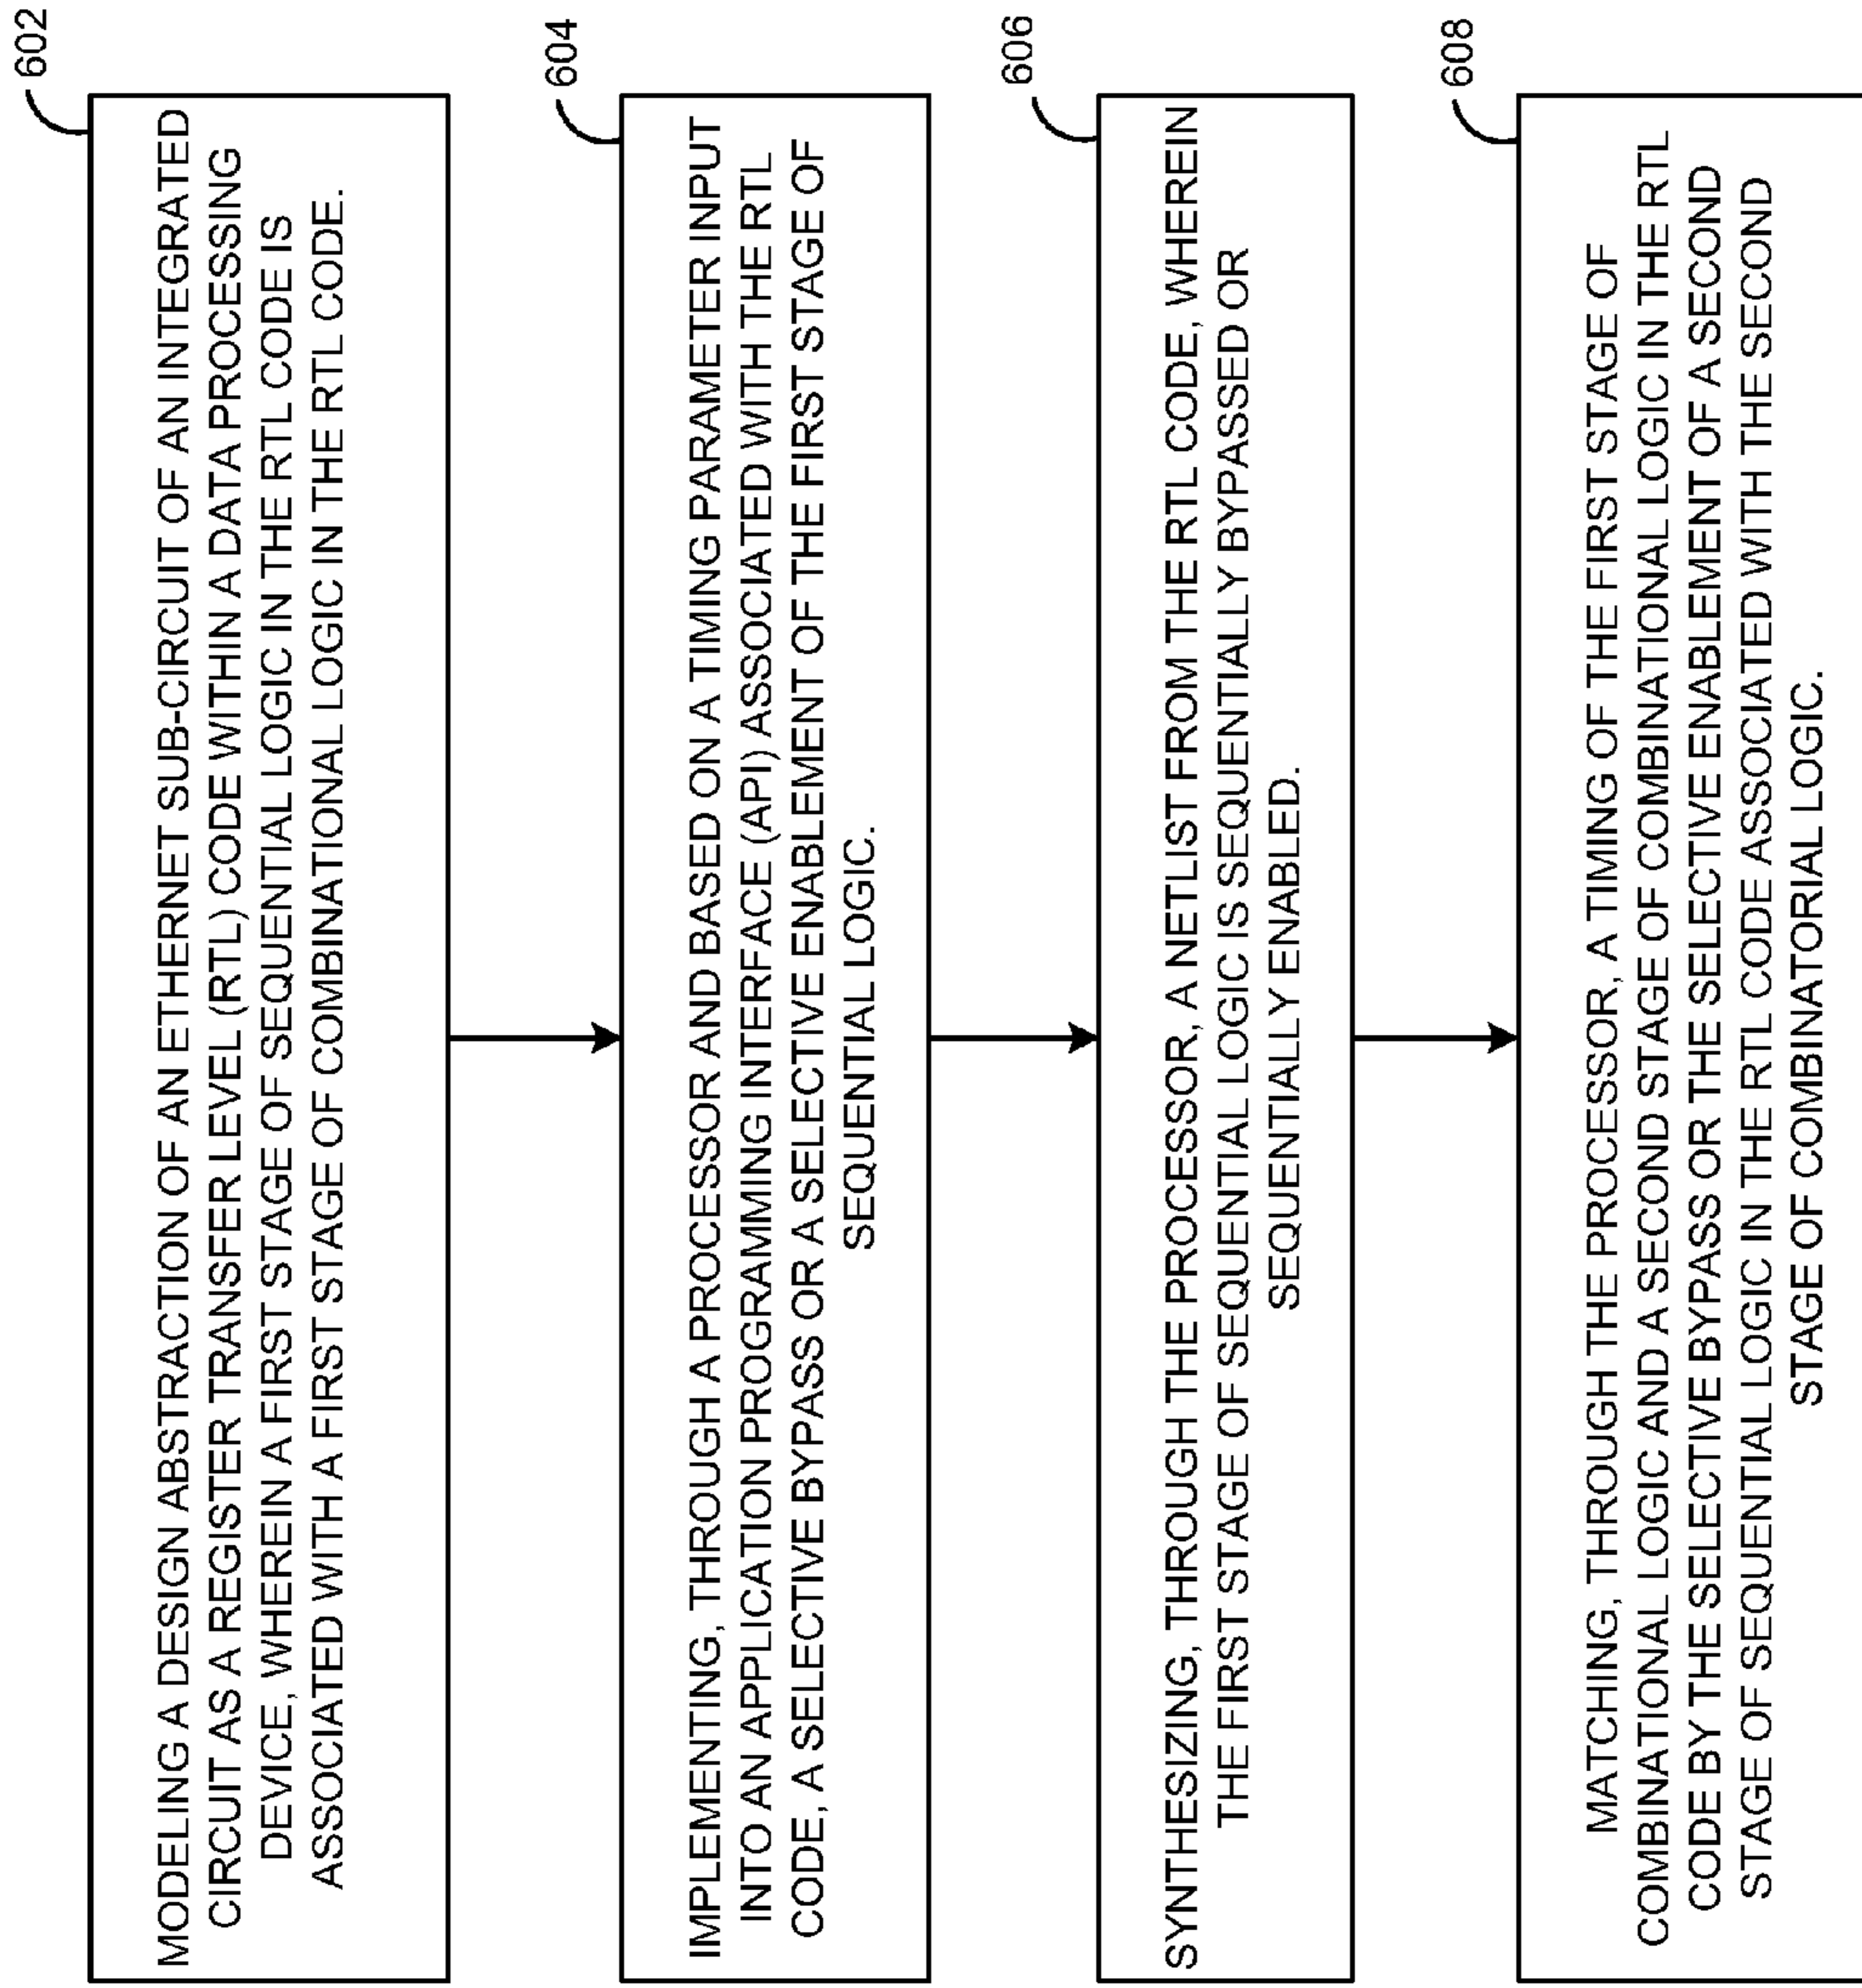 602
MODELING A DESIGN ABSTRACTION OF AN ETHERNET SUB-CIRCUIT OF AN INTEGRATED
CIRCUIT AS A REGISTER TRANSFER LEVEL (RTL) CODE WITHIN A DATA PROCESSING
DEVICE, WHEREIN A FIRST STAGE OF SEQUENTIAL LOGIC IN THE RTL CODE IS
ASSOCIATED WITH A FIRST STAGE OF COMBINATIONAL LOGIC IN THE RTL CODE.
604
IMPLEMENTING, THROUGH A PROCESSOR AND BASED ON A TIMING PARAMETER INPUT
INTO AN APPLICATION PROGRAMMING INTERFACE (API) ASSOCIATED WITH THE RTL
CODE, A SELECTIVE BYPASS OR A SELECTIVE ENABLEMENT OF THE FIRST STAGE OF
SEQUENTIAL LOGIC.
606
SYNTHESIZING, THROUGH THE PROCESSOR, A NETLIST FROM THE RTL CODE, WHEREIN
THE FIRST STAGE OF SEQUENTIAL LOGIC IS SEQUENTIALLY BYPASSED OR
SEQUENTIALLY ENABLED.
608
MATCHING, THROUGH THE PROCESSOR, A TIMING OF THE FIRST STAGE OF
COMBINATIONAL LOGIC AND A SECOND STAGE OF COMBINATIONAL LOGIC IN THE RTL
CODE BY THE SELECTIVE BYPASS OR THE SELECTIVE ENABLEMENT OF A SECOND
STAGE OF SEQUENTIAL LOGIC IN THE RTL CODE ASSOCIATED WITH THE SECOND
STAGE OF COMBINATORIAL LOGIC.